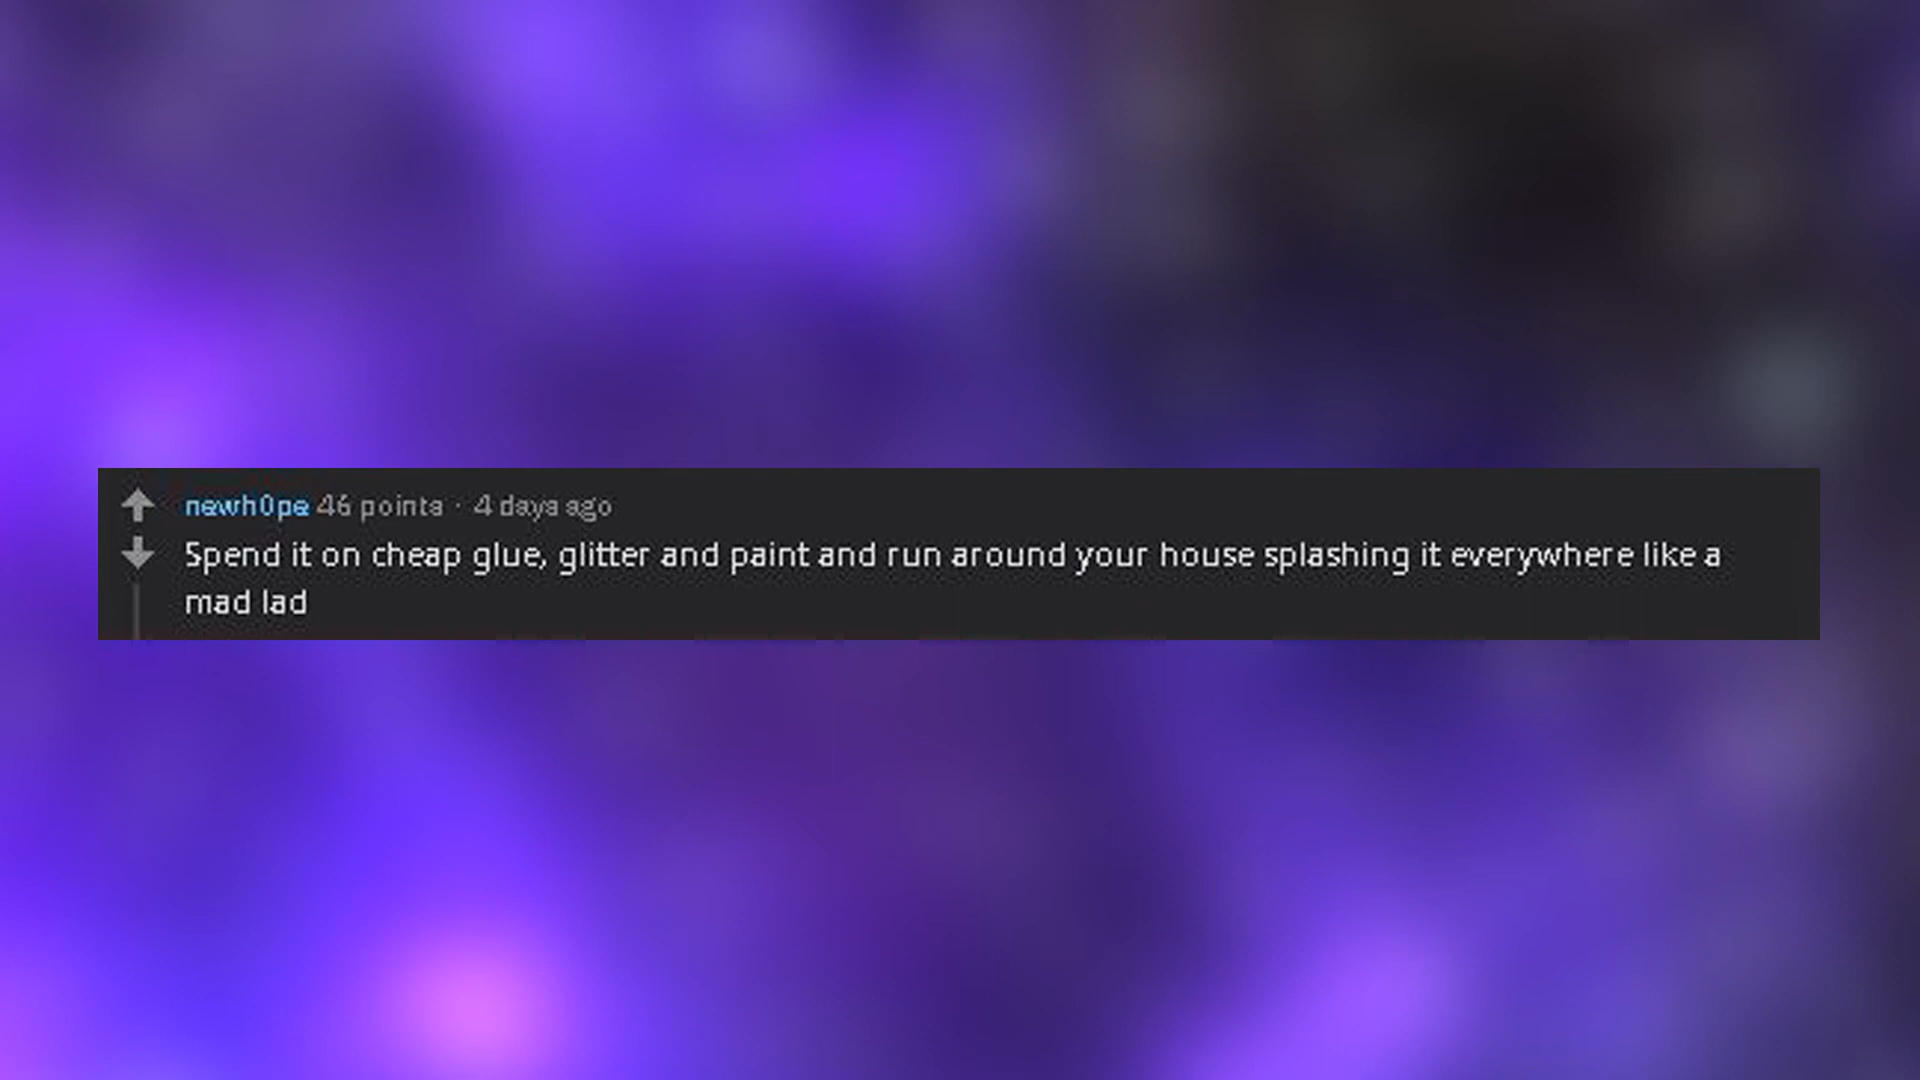 newh0pe 46 points · 4 days ago
Spend it on cheap glue, glitter and paint and run around your house splashing it everywhere like a
mad lad